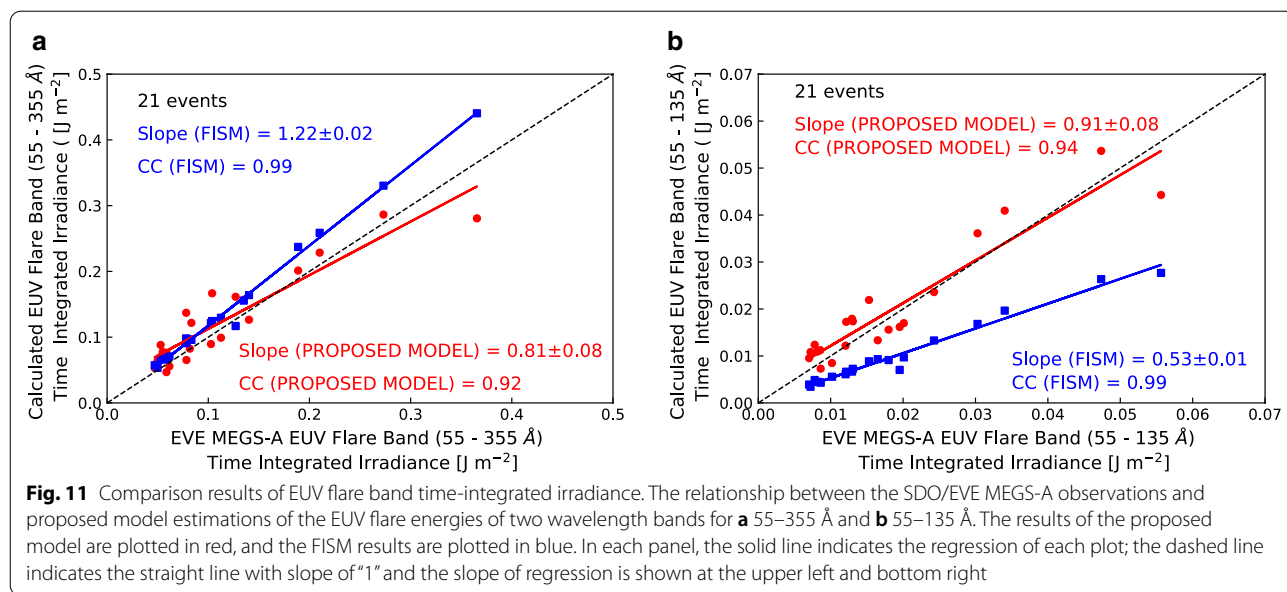 a
Calculated EUV Flare Band (55 - 355 Å)
Time Integrated Irradiance ( [J m−2]
0.5
0.4
0.3
0.2
0.1
0.0
21 events
Slope (FISM) = 1.22±0.02
CC (FISM) = 0.99
Slope (PROPOSED MODEL) = 0.81±0.08
CC (PROPOSED MODEL) = 0.92
0.0 0.1 0.2 0.3 0.4 0.5
EVE MEGS-A EUV Flare Band (55 - 355 Å)
Time Integrated Irradiance [J m−2]
b
Calculated EUV Flare Band (55 - 135 Å)
Time Integrated Irradiance ( [J m−2]
0.07
0.06
0.05
0.04
0.03
0.02
0.01
0.00
21 events
Slope (PROPOSED MODEL) = 0.91±0.08
CC (PROPOSED MODEL) = 0.94
Slope (FISM) = 0.53±0.01
CC (FISM) = 0.99
0.00 0.01 0.02 0.03 0.04 0.05 0.06 0.07
EVE MEGS-A EUV Flare Band (55 - 135 Å)
Time Integrated Irradiance [J m−2]
Fig. 11 Comparison results of EUV flare band time-integrated irradiance. The relationship between the SDO/EVE MEGS-A observations and
proposed model estimations of the EUV flare energies of two wavelength bands for a 55–355 Å and b 55–135 Å. The results of the proposed
model are plotted in red, and the FISM results are plotted in blue. In each panel, the solid line indicates the regression of each plot; the dashed line
indicates the straight line with slope of “1” and the slope of regression is shown at the upper left and bottom right